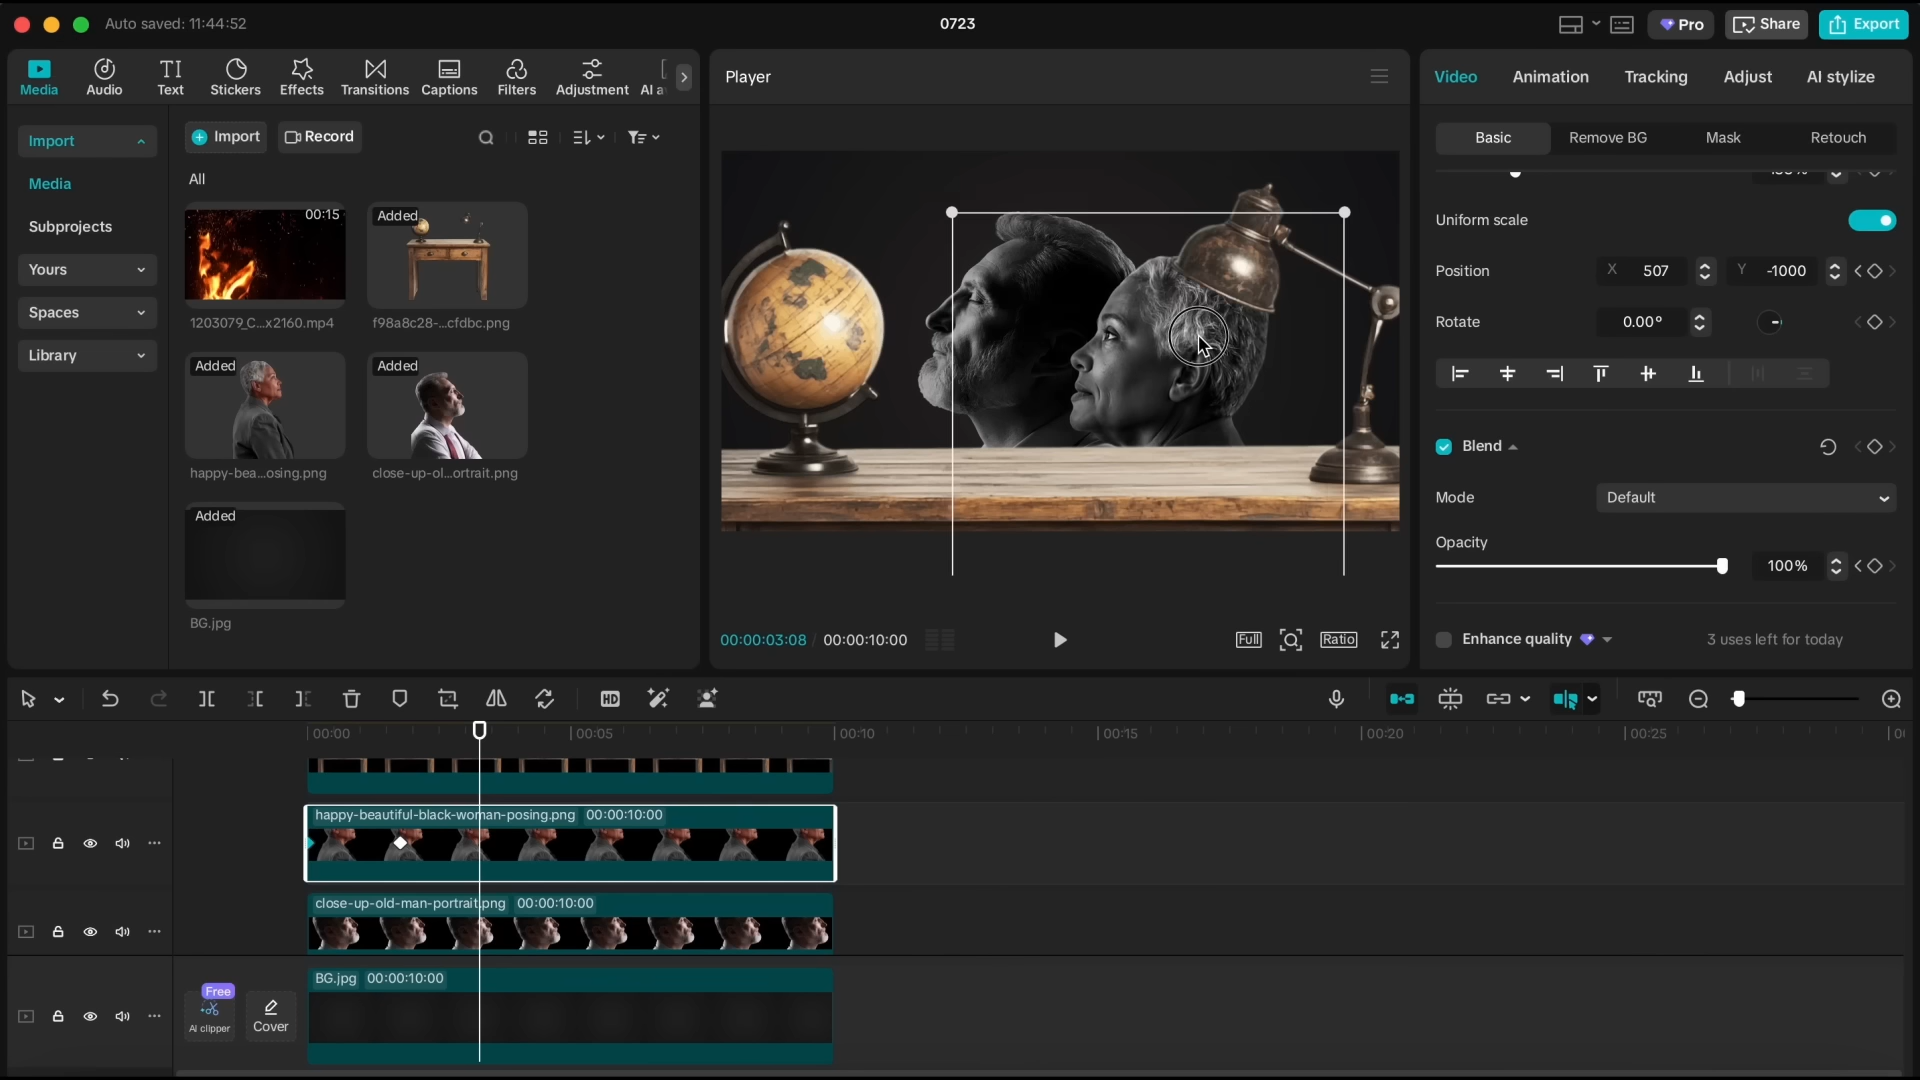 Auto saved: 11:44:52
0723
Pro
Share
Export
Media
Audio
Text
Stickers
Effects
Transitions
Captions
Filters
Adjustment
Player
Video
Animation
Tracking
Adjust
AI stylize
Import
Media
Subprojects
Yours
Spaces
Library
Import
Record
All
00:15
1203079_C...x2160.mp4
Added
f98a8c28-...cfdbc.png
Added
happy-bea...osing.png
Added
close-up-ol...ortrait.png
Added
BG.jpg
00:00:03:08 / 00:00:10:00
Full
Ratio
Basic
Remove BG
Mask
Retouch
Uniform scale
Position X 507 Y -1000
Rotate 0.00°
Blend
Mode Default
Opacity
100%
Enhance quality 3 uses left for today
HD
00:00
00:05
00:10
00:15
00:20
00:25
happy-beautiful-black-woman-posing.png 00:00:10:00
close-up-old-man-portrait.png 00:00:10:00
BG.jpg 00:00:10:00
Free
AI clipper
Cover